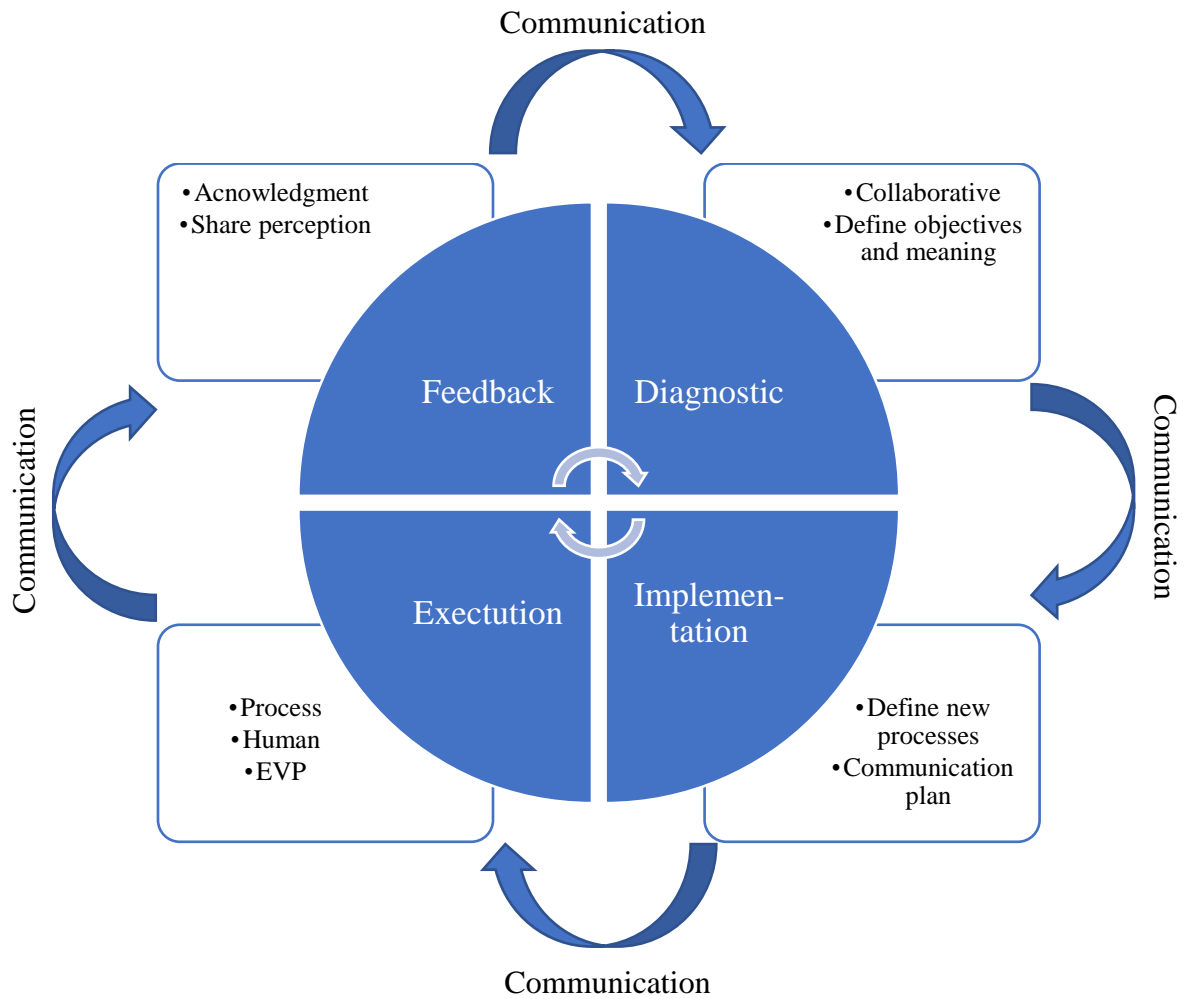 Communication
•Acnowledgment
•Share perception
•Collaborative
•Define objectives
and meaning
Feedback
Diagnostic
Communication
Communication
Exectution
Implemen-
tation
•Process
•Human
•EVP
•Define new
processes
•Communication
plan
Communication